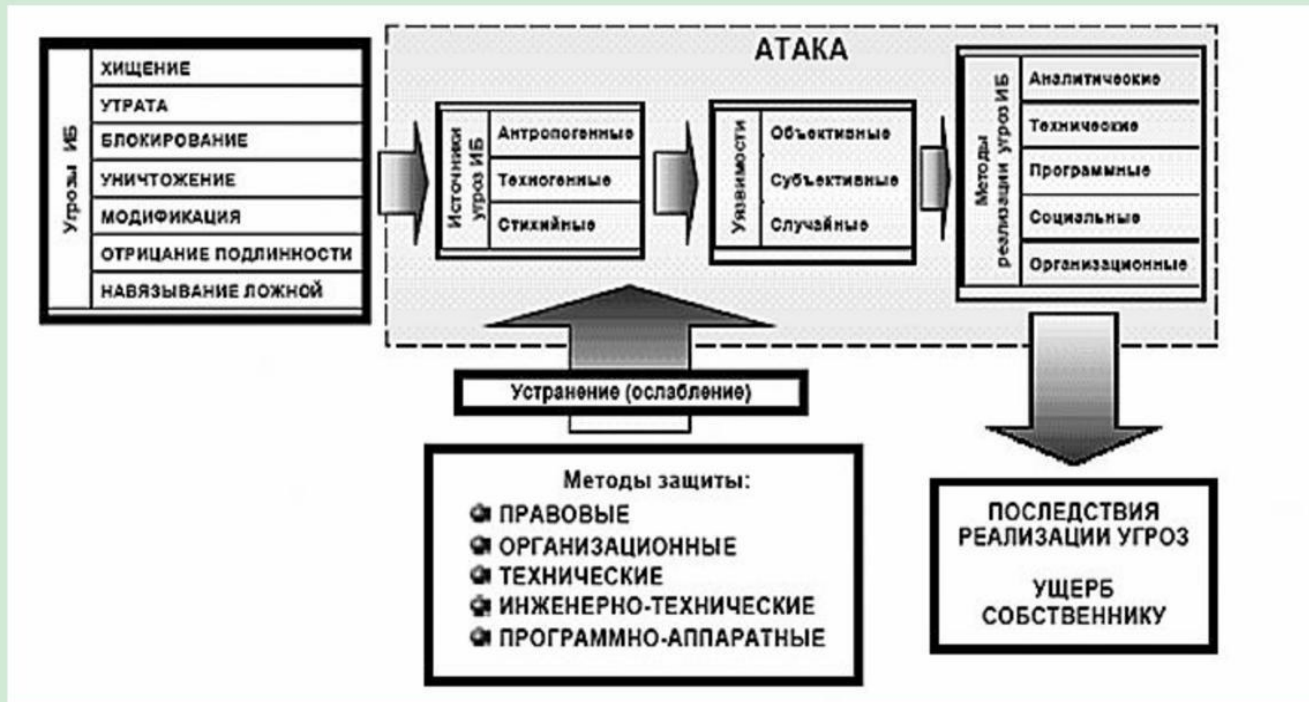 Угрозы ИБ
ХИЩЕНИЕ
УТРАТА
БЛОКИРОВАНИЕ
УНИЧТОЖЕНИЕ
МОДИФИКАЦИЯ
ОТРИЦАНИЕ ПОДЛИННОСТИ
НАВЯЗЫВАНИЕ ЛОЖНОЙ
АТАКА
Источники
угроз ИБ
Антропогенные
Техногенные
Стихийные
Уязвимости
Объективные
Субъективные
Случайные
Методы
реализации угроз ИБ
Аналитические
Технические
Программные
Социальные
Организационные
Устранение (ослабление)
Методы защиты:
ПРАВОВЫЕ
ОРГАНИЗАЦИОННЫЕ
ТЕХНИЧЕСКИЕ
ИНЖЕНЕРНО-ТЕХНИЧЕСКИЕ
ПРОГРАММНО-АППАРАТНЫЕ
ПОСЛЕДСТВИЯ
РЕАЛИЗАЦИИ УГРОЗ
УЩЕРБ
СОБСТВЕННИКУ